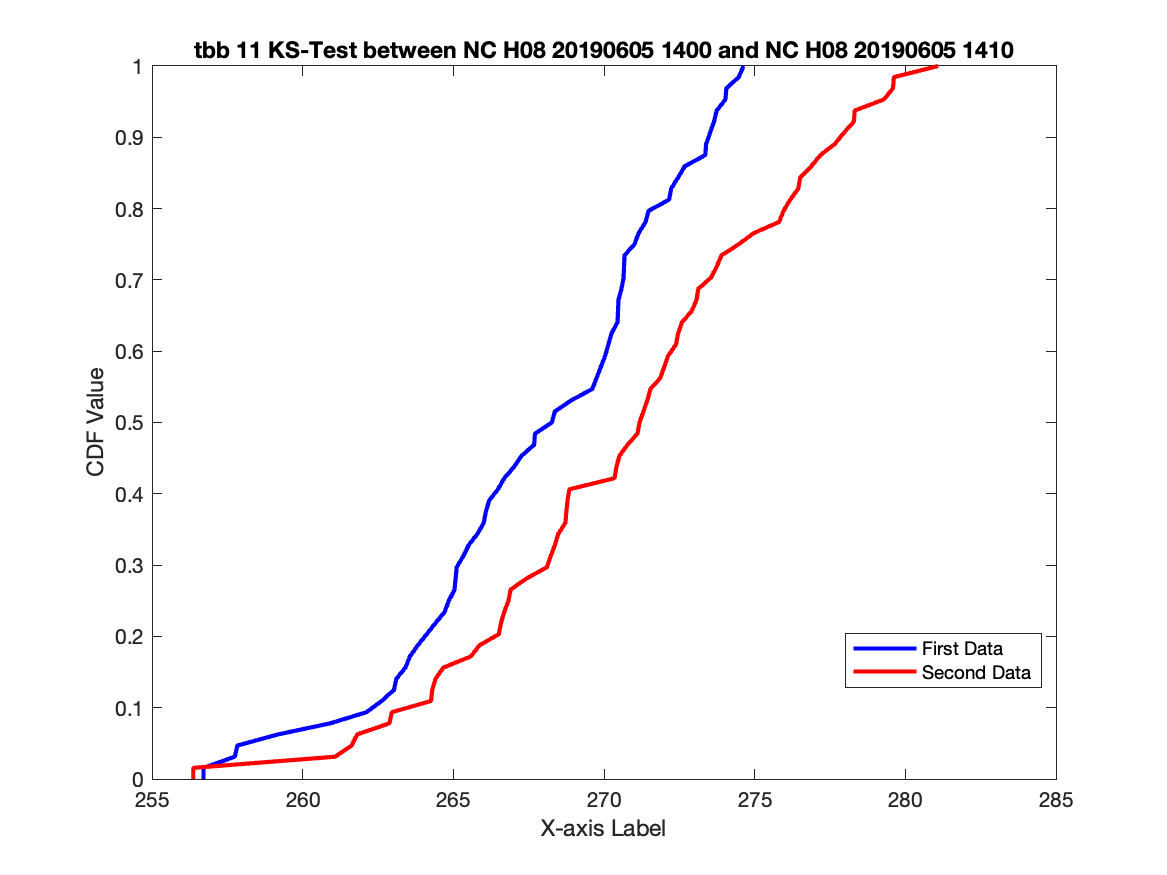 tbb 11 KS-Test between NC H08 20190605 1400 and NC H08 20190605 1410
1
0.9
0.8
0.7
0.6
0.5
0.4
0.3
0.2
0.1
0
CDF Value
First Data
Second Data
255 260 265 270 275 280 285
X-axis Label